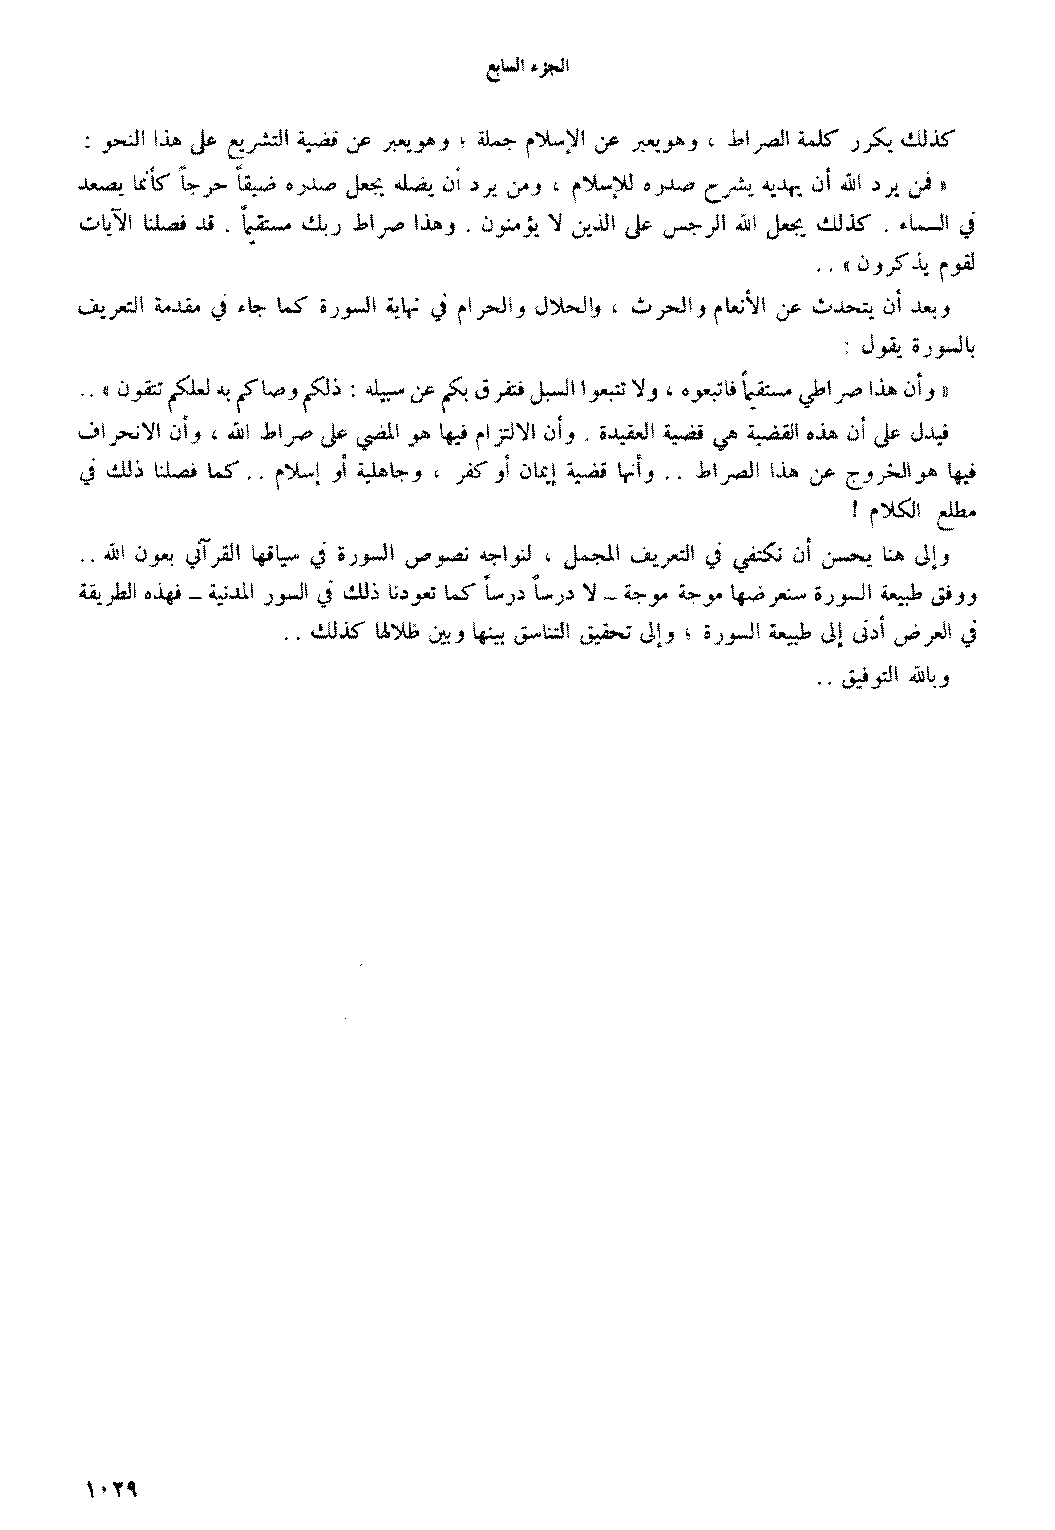 الجزء السابع
كذلك يكرر كلمة الصراط ، وهو يعبر عن الإسلام جملة ؛ وهو يعبر عن قضية التشريع على هذا النحو :
« فمن يرد الله أن يهديه يشرح صدره للإسلام ، ومن يرد أن يضله يجعل صدره ضيقاً حرجاً كأنما يصعد
في السماء . كذلك يجعل الله الرجس على الذين لا يؤمنون . وهذا صراط ربك مستقيماً . قد فصلنا الآيات
لقوم يذكرون » . .
وبعد أن يتحدث عن الأنعام والحرث ، والحلال والحرام في نهاية السورة كما جاء في مقدمة التعريف
بالسورة يقول :
« وأن هذا صراطي مستقيماً فاتبعوه ، ولا تتبعوا السبل فتفرق بكم عن سبيله : ذلكم وصاكم به لعلكم تتقون » . .
فيدل على أن هذه القضية هي قضية العقيدة . وأن الالتزام فيها هو المضي على صراط الله ، وأن الانحراف
فيها هو الخروج عن هذا الصراط . . وأنها قضية إيمان أو كفر ، وجاهلية أو إسلام . . كما فصلنا ذلك في
مطلع الكلام !
وإلى هنا يحسن أن نكتفي في التعريف المجمل ، لنواجه نصوص السورة في سياقها القرآني بعون الله . .
ووفق طبيعة السورة سنعرضها موجة موجة – لا درساً درساً كما تعودنا ذلك في السور المدنية – فهذه الطريقة
في العرض أدنى إلى طبيعة السورة ؛ وإلى تحقيق التناسق بينها وبين ظلالها كذلك . .
وبالله التوفيق . .
١٠٢٩